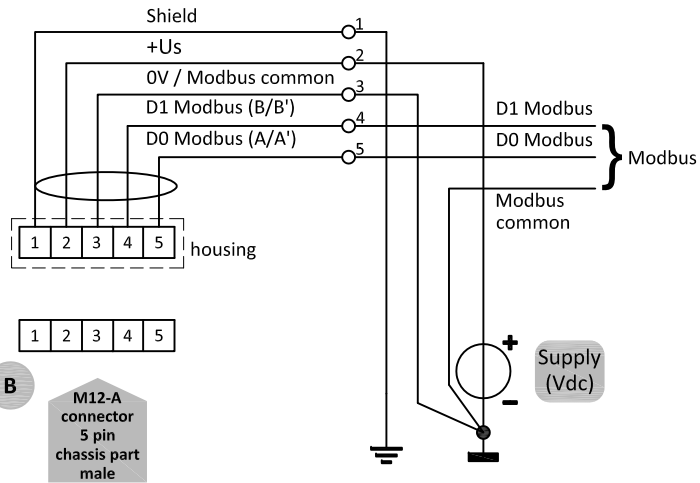 Shield
1
+Us
2
0V / Modbus common
3
D1 Modbus (B/B')
4
D1 Modbus
D0 Modbus (A/A')
5
D0 Modbus
} Modbus
Modbus
common
1 2 3 4 5
housing
1 2 3 4 5
+
Supply
(Vdc)
–
B
M12-A
connector
5 pin
chassis part
male